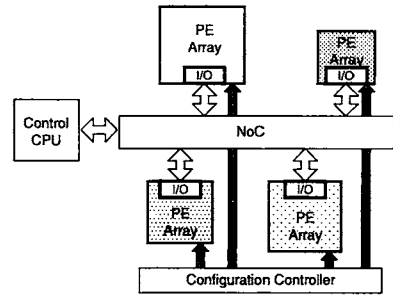 PE
Array
I/O
PE
Array
I/O
Control
CPU
NoC
I/O
PE
Array
I/O
PE
Array
Configuration Controller